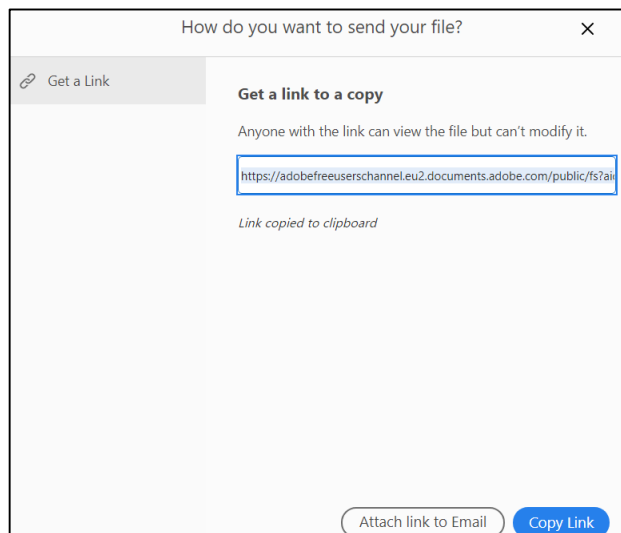 How do you want to send your file?
Get a Link
Get a link to a copy
Anyone with the link can view the file but can't modify it.
https://adobefreeuserschannel.eu2.documents.adobe.com/public/fs?aid
Link copied to clipboard
Attach link to Email
Copy Link